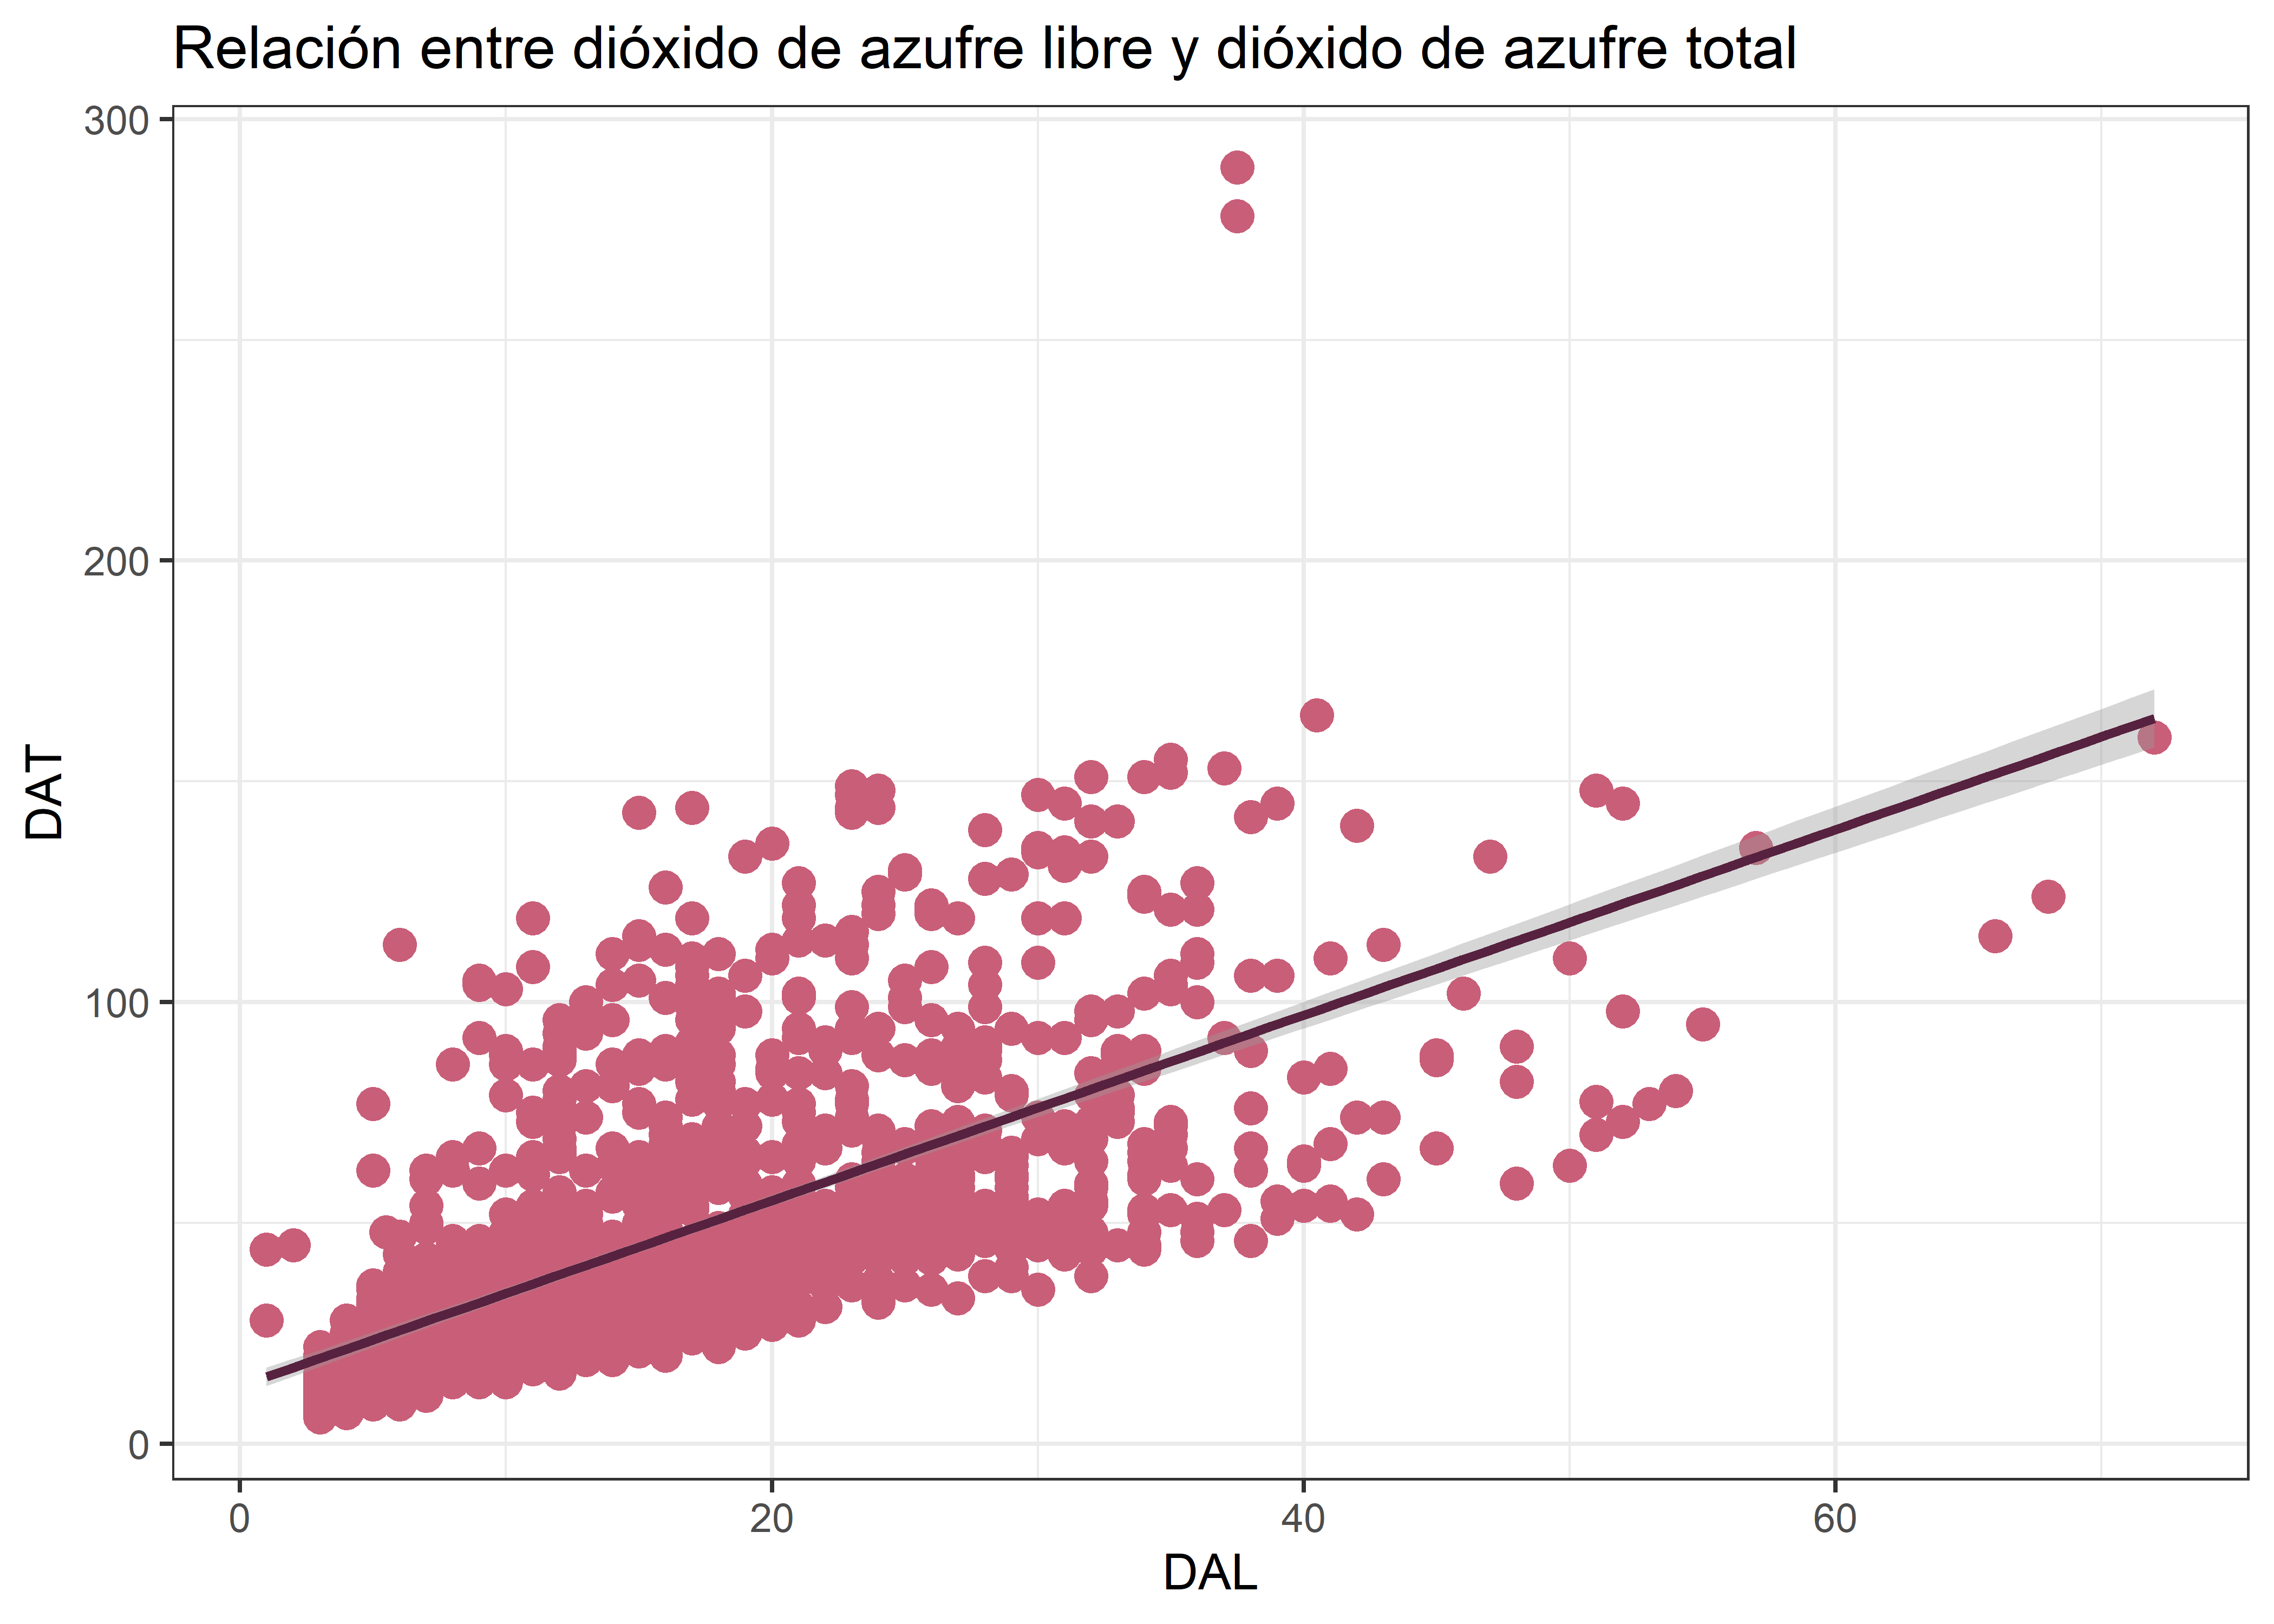 Relación entre dióxido de azufre libre y dióxido de azufre total
300
200
100
0
DAT
0 20 40 60
DAL